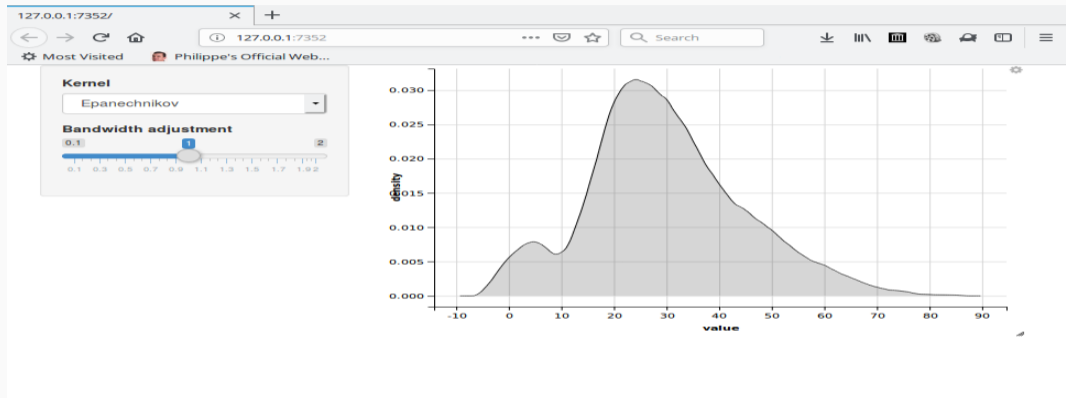 127.0.0.1:7352/
127.0.0.1:7352
Search
Most Visited
Philippe's Official Web...
Kernel
Epanechnikov
Bandwidth adjustment
0.1 1 2
0.1 0.3 0.5 0.7 0.9 1.1 1.3 1.5 1.7 1.92
density
0.030
0.025
0.020
0.015
0.010
0.005
0.000
-10 0 10 20 30 40 50 60 70 80 90
value